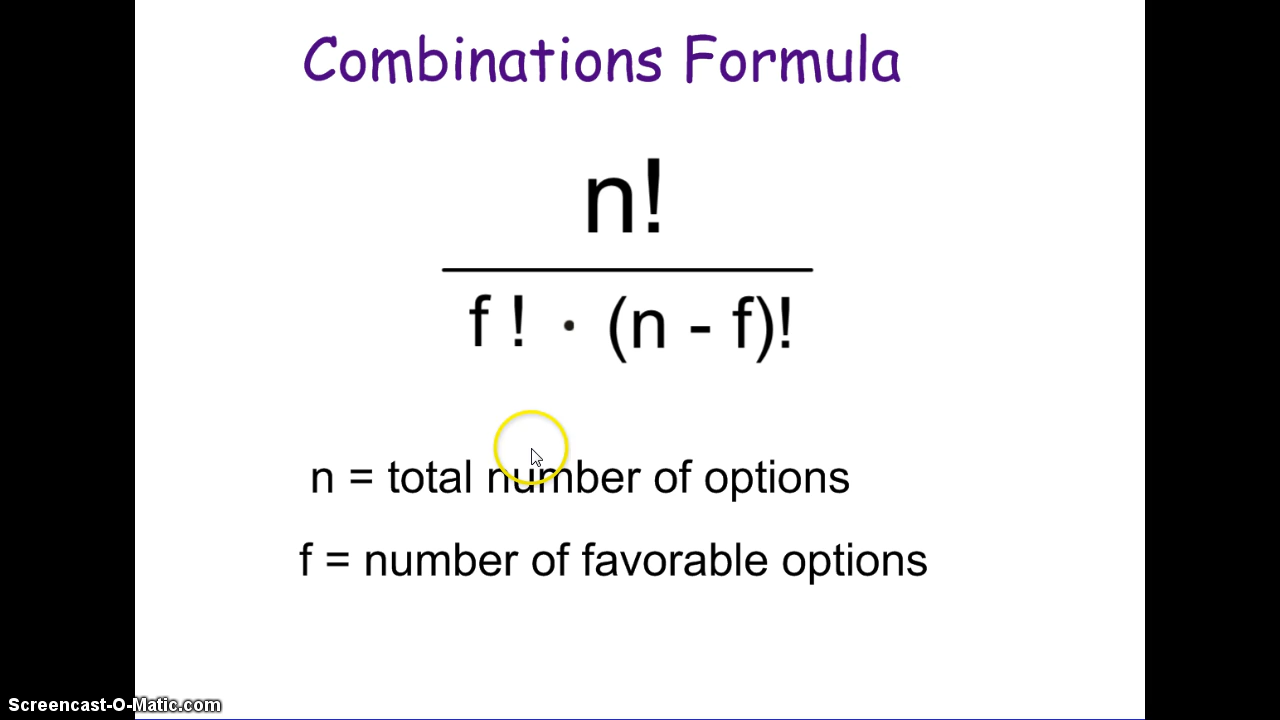 Combinations Formula
n!
f ! · (n - f)!
n = total number of options
f = number of favorable options
Screencast-O-Matic.com